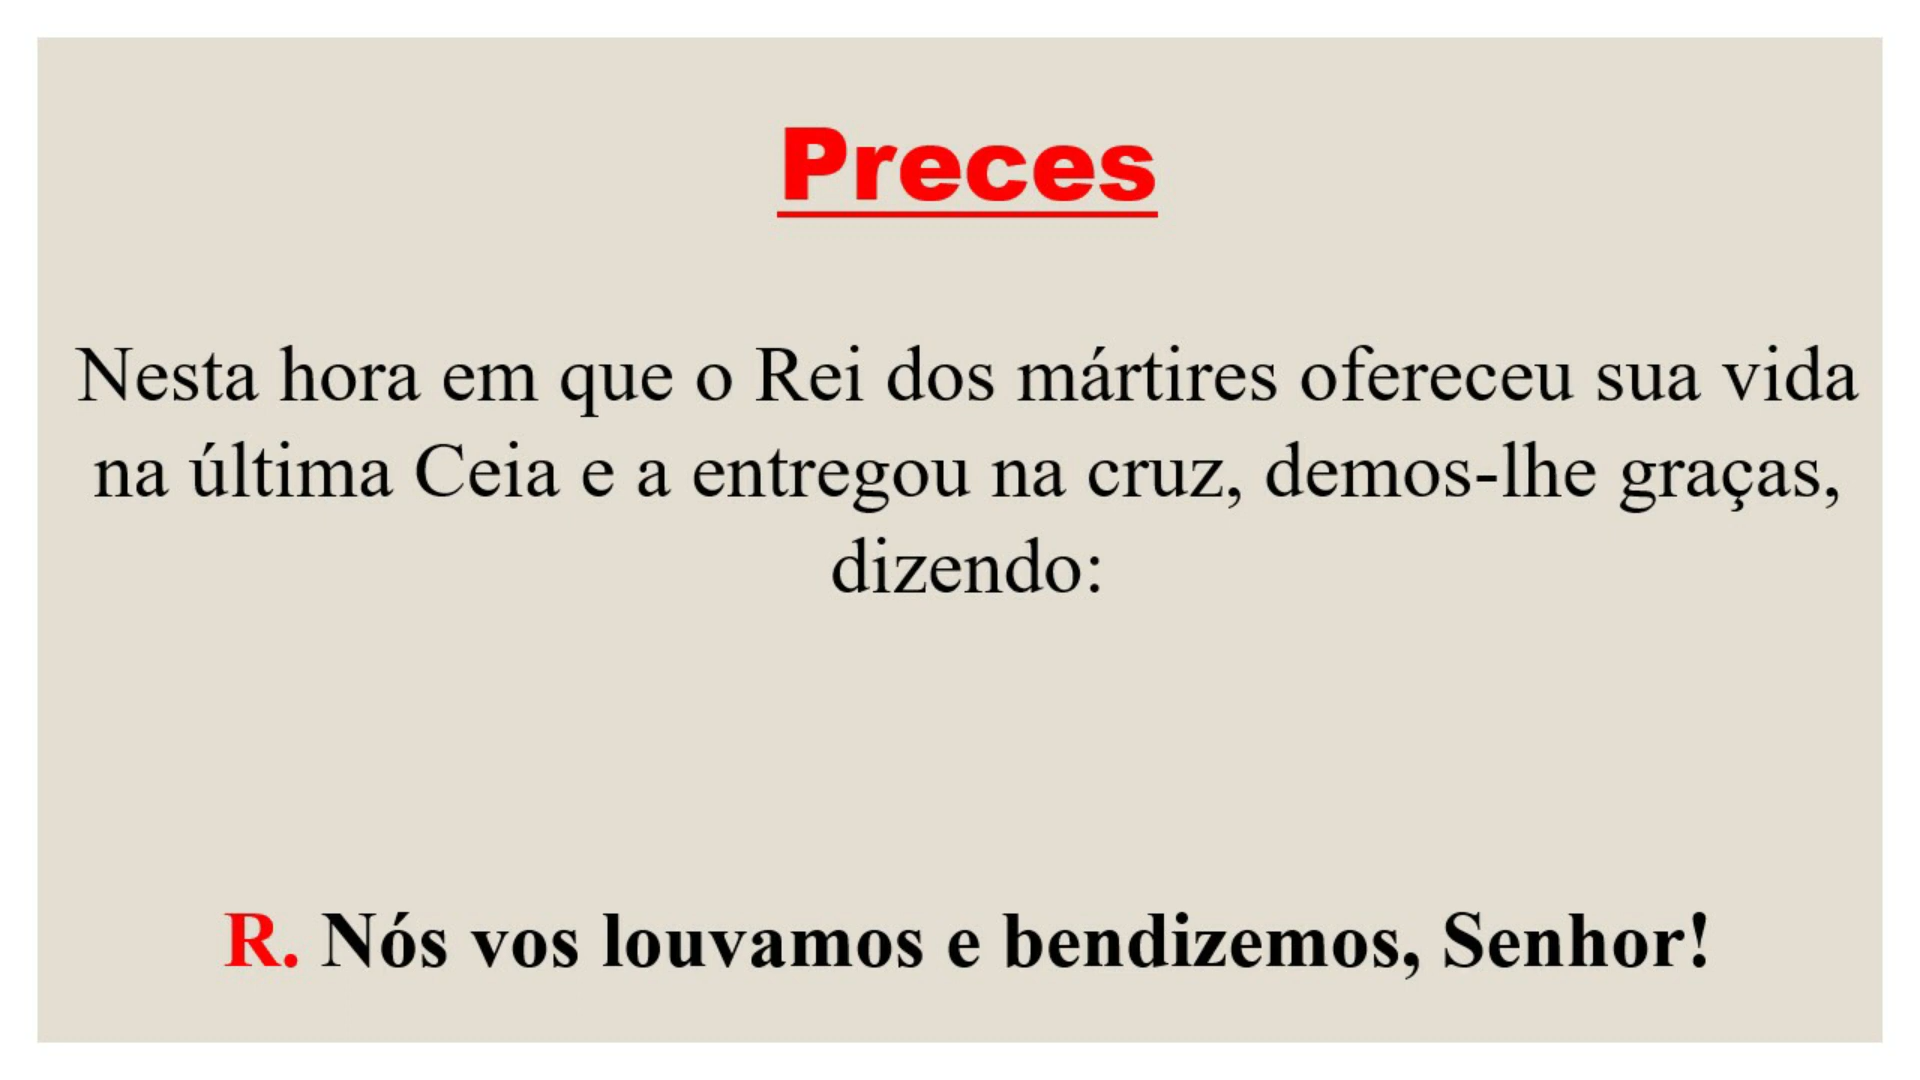 Preces
Nesta hora em que o Rei dos mártires ofereceu sua vida
na última Ceia e a entregou na cruz, demos-lhe graças,
dizendo:
R. Nós vos louvamos e bendizemos, Senhor!